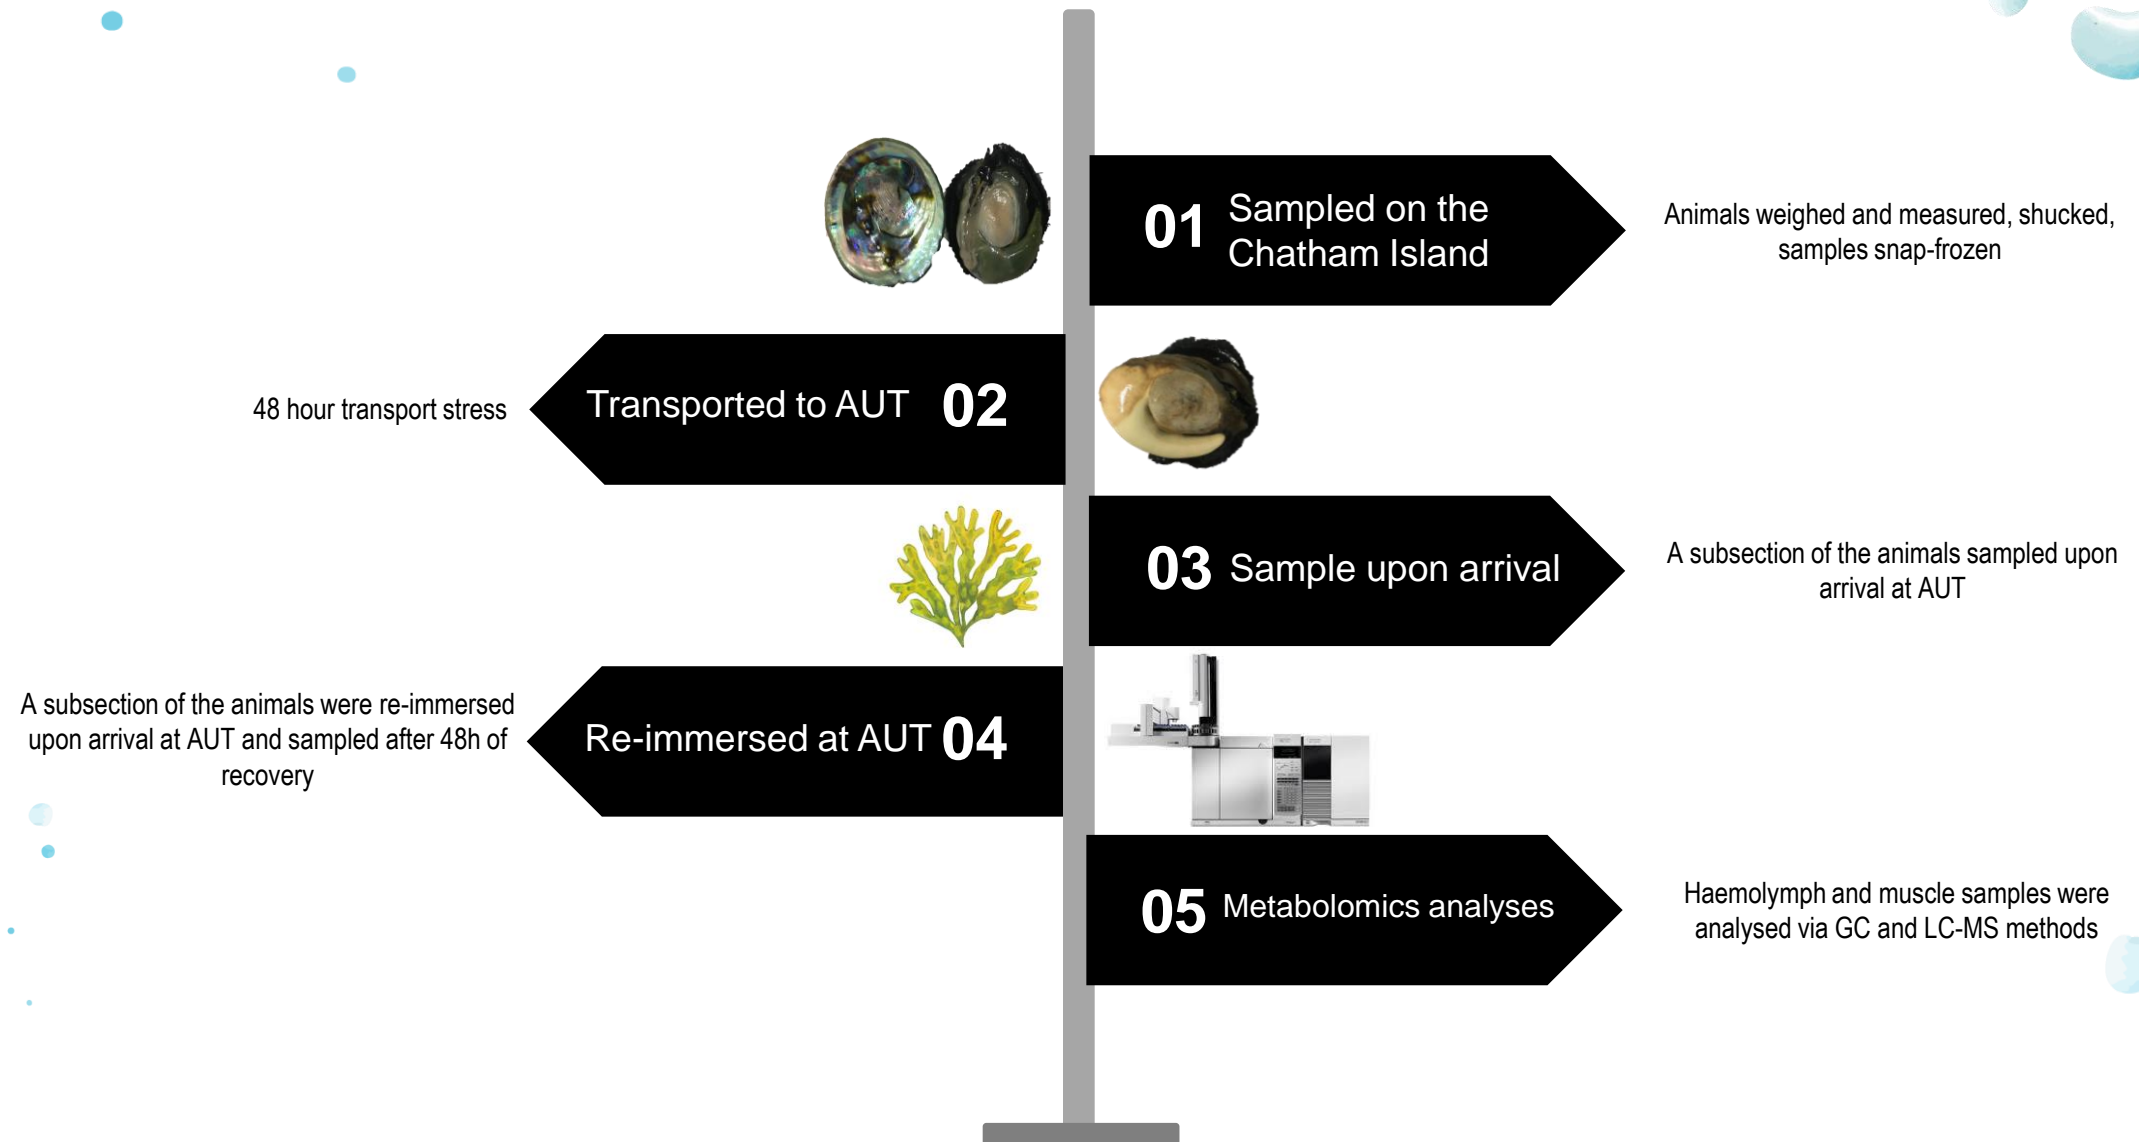 01
Sampled on the
Chatham Island
Animals weighed and measured, shucked,
samples snap-frozen
48 hour transport stress
Transported to AUT
02
03
Sample upon arrival
A subsection of the animals sampled upon
arrival at AUT
A subsection of the animals were re-immersed
upon arrival at AUT and sampled after 48h of
recovery
Re-immersed at AUT
04
05
Metabolomics analyses
Haemolymph and muscle samples were
analysed via GC and LC-MS methods